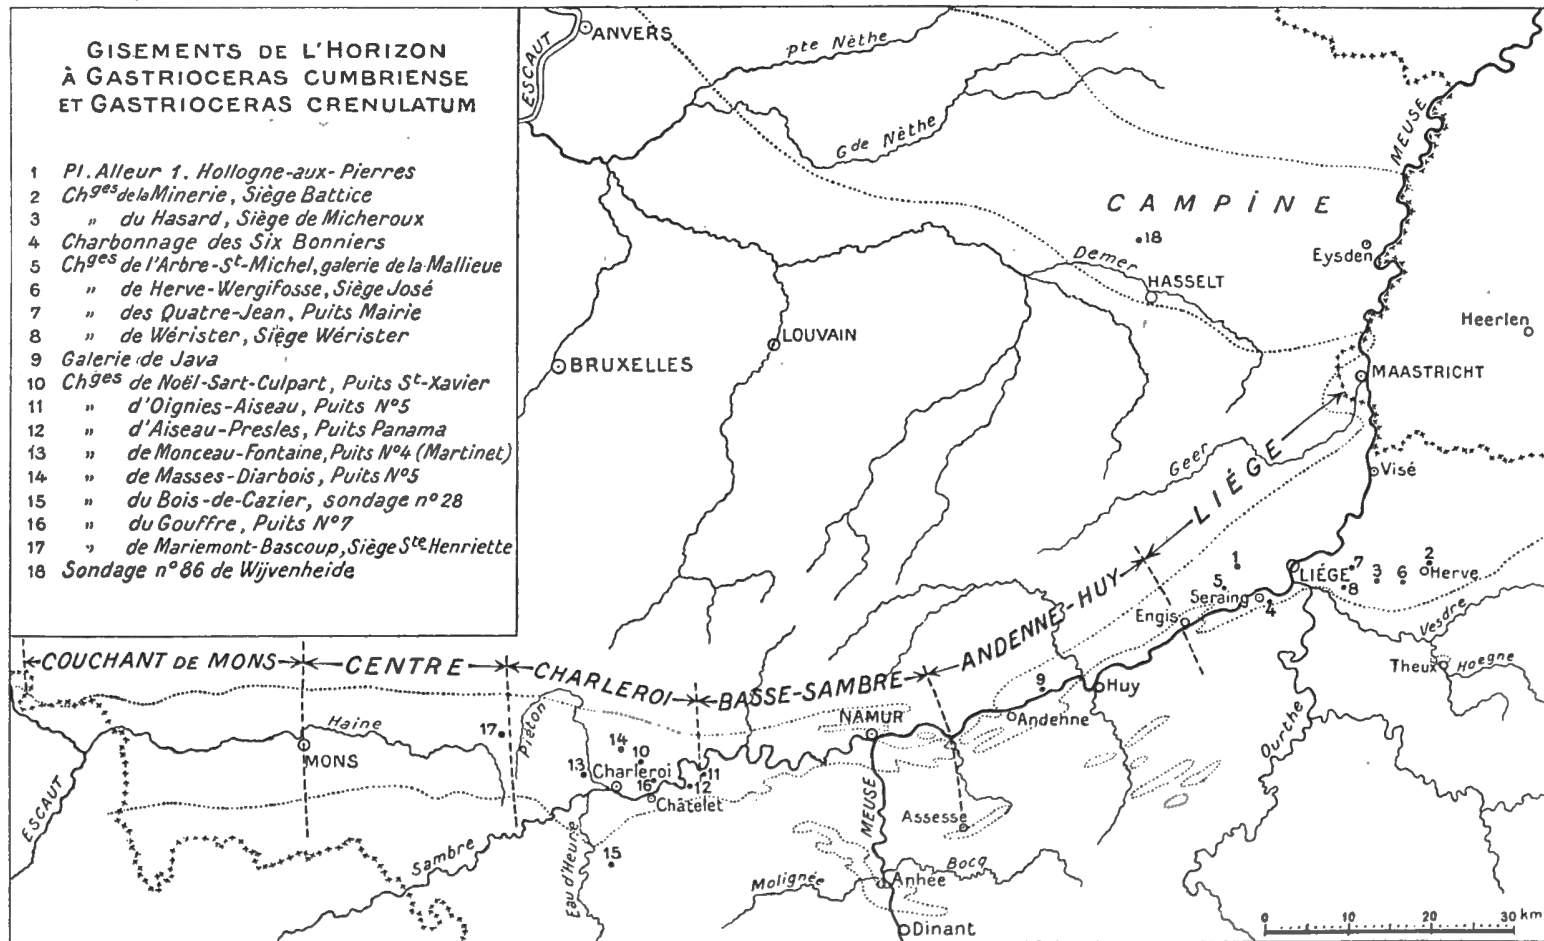 GISEMENTS DE L'HORIZON
À GASTRIOCERAS CUMBRIENSE
ET GASTRIOCERAS CRENULATUM
1 Pl. Alleur 1. Hollogne-aux-Pierres
2 Chges de la Minerie, Siège Battice
3 " du Hasard, Siège de Micheroux
4 Charbonnage des Six Bonniers
5 Chges de l'Arbre-St-Michel, galerie de la Mallieue
6 " de Herve-Wergifosse, Siège José
7 " des Quatre-Jean, Puits Mairie
8 " de Wérister, Siège Wérister
9 Galerie de Java
10 Chges de Noël-Sart-Culpart, Puits St-Xavier
11 " d'Oignies-Aiseau, Puits N°5
12 " d'Aiseau-Presles, Puits Panama
13 " de Monceau-Fontaine, Puits N°4 (Martinet)
14 " de Masses-Diarbois, Puits N°5
15 " du Bois-de-Cazier, sondage n°28
16 " du Gouffre, Puits N°7
17 " de Mariemont-Bascoup, Siège Ste Henriette
18 Sondage n°86 de Wijvenheide
ESCAUT
ANVERS
pte Nèthe
Gde Nèthe
MEUSE
CAMPINE
18
Eysden
Demer
HASSELT
Heerlen
LOUVAIN
BRUXELLES
MAASTRICHT
Geer
LIÉGE
Visé
ANDENNE-HUY
1
5
Seraing
4
Engis
LIÉGE
7
8
3
6
2
Herve
Vesdre
Theux
Hoegne
COUCHANT DE MONS
CENTRE
CHARLEROI
BASSE-SAMBRE
9
Huy
Andenne
NAMUR
Ourthe
Haine
MONS
17
Piéton
14
10
13
Charleroi
16
11
12
Châtelet
ESCAUT
MEUSE
Assesse
Sambre
Eau d'Heure
15
Bocq
Molignée
Anhée
Dinant
0 10 20 30 km